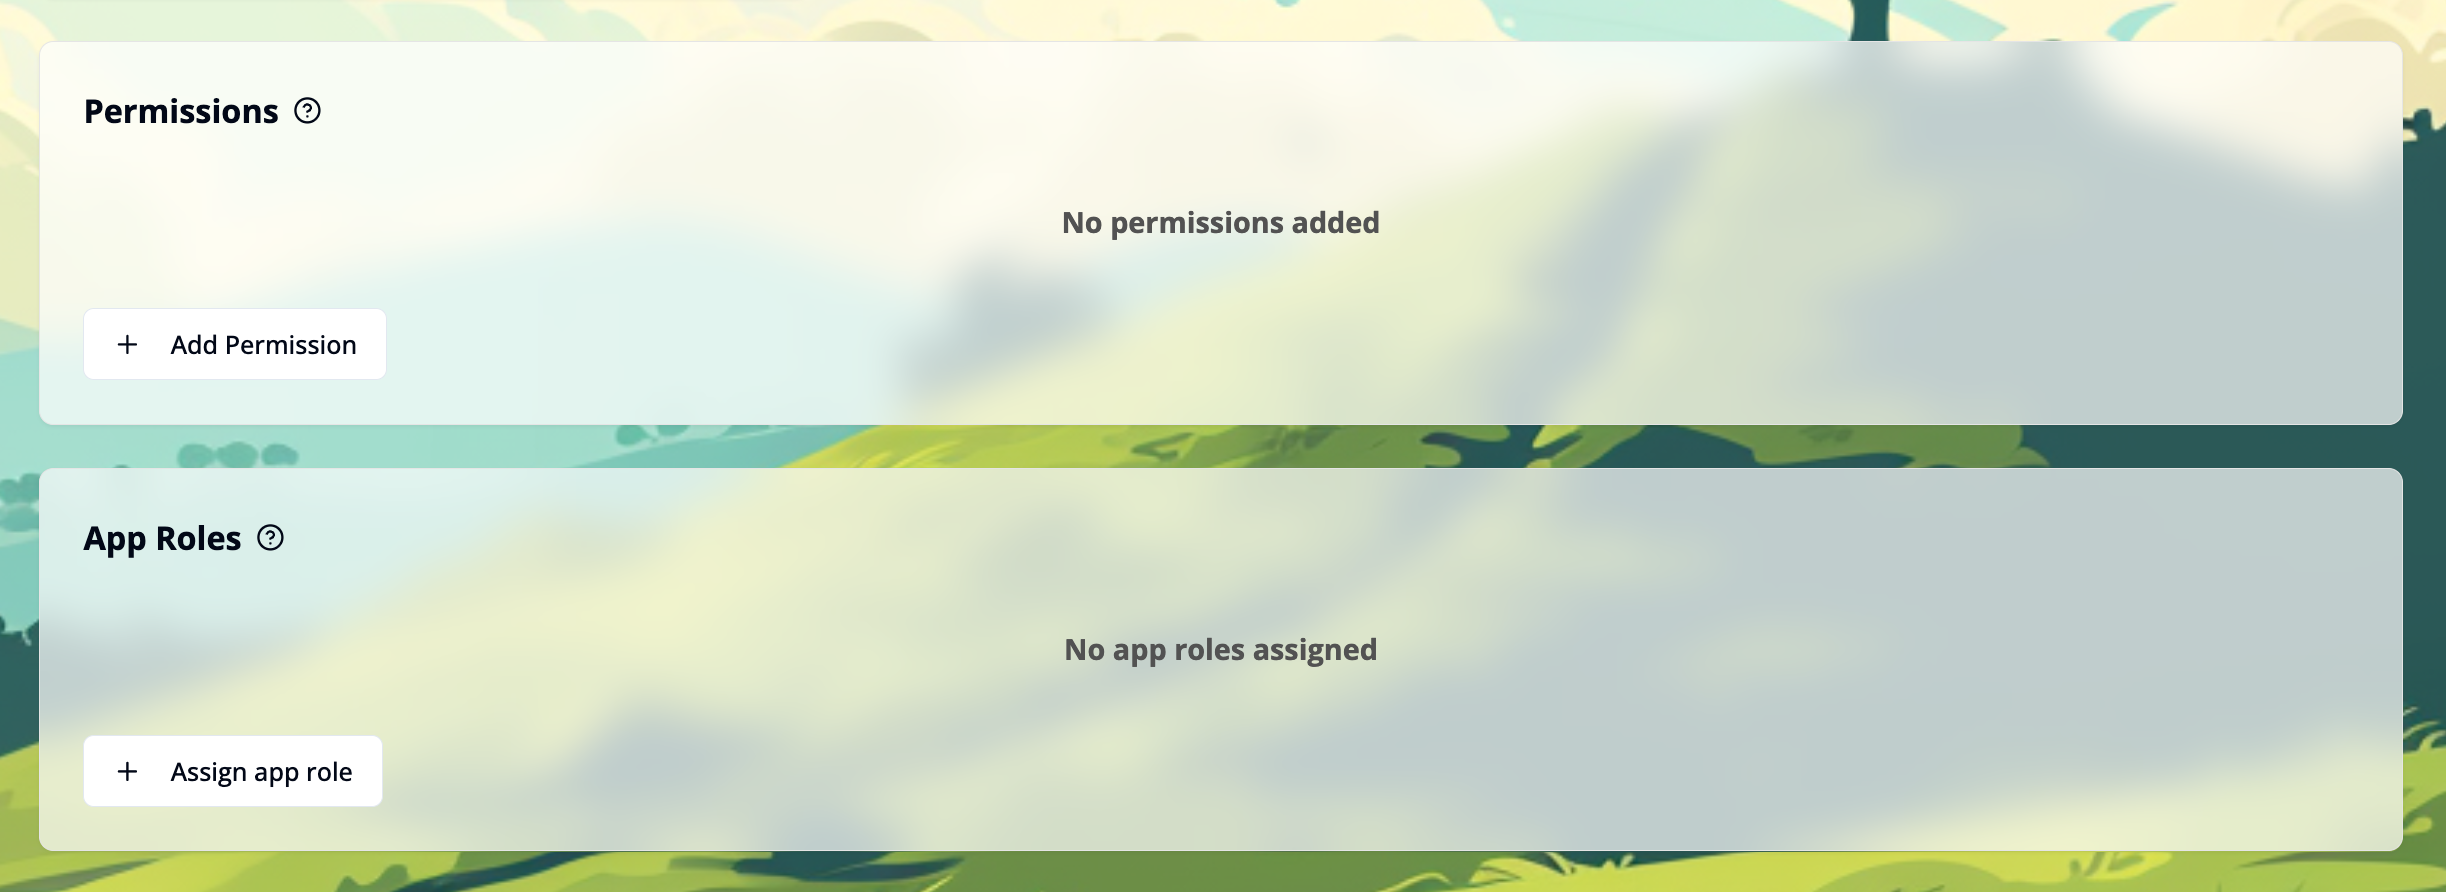 Permissions
No permissions added
Add Permission
App Roles
No app roles assigned
Assign app role